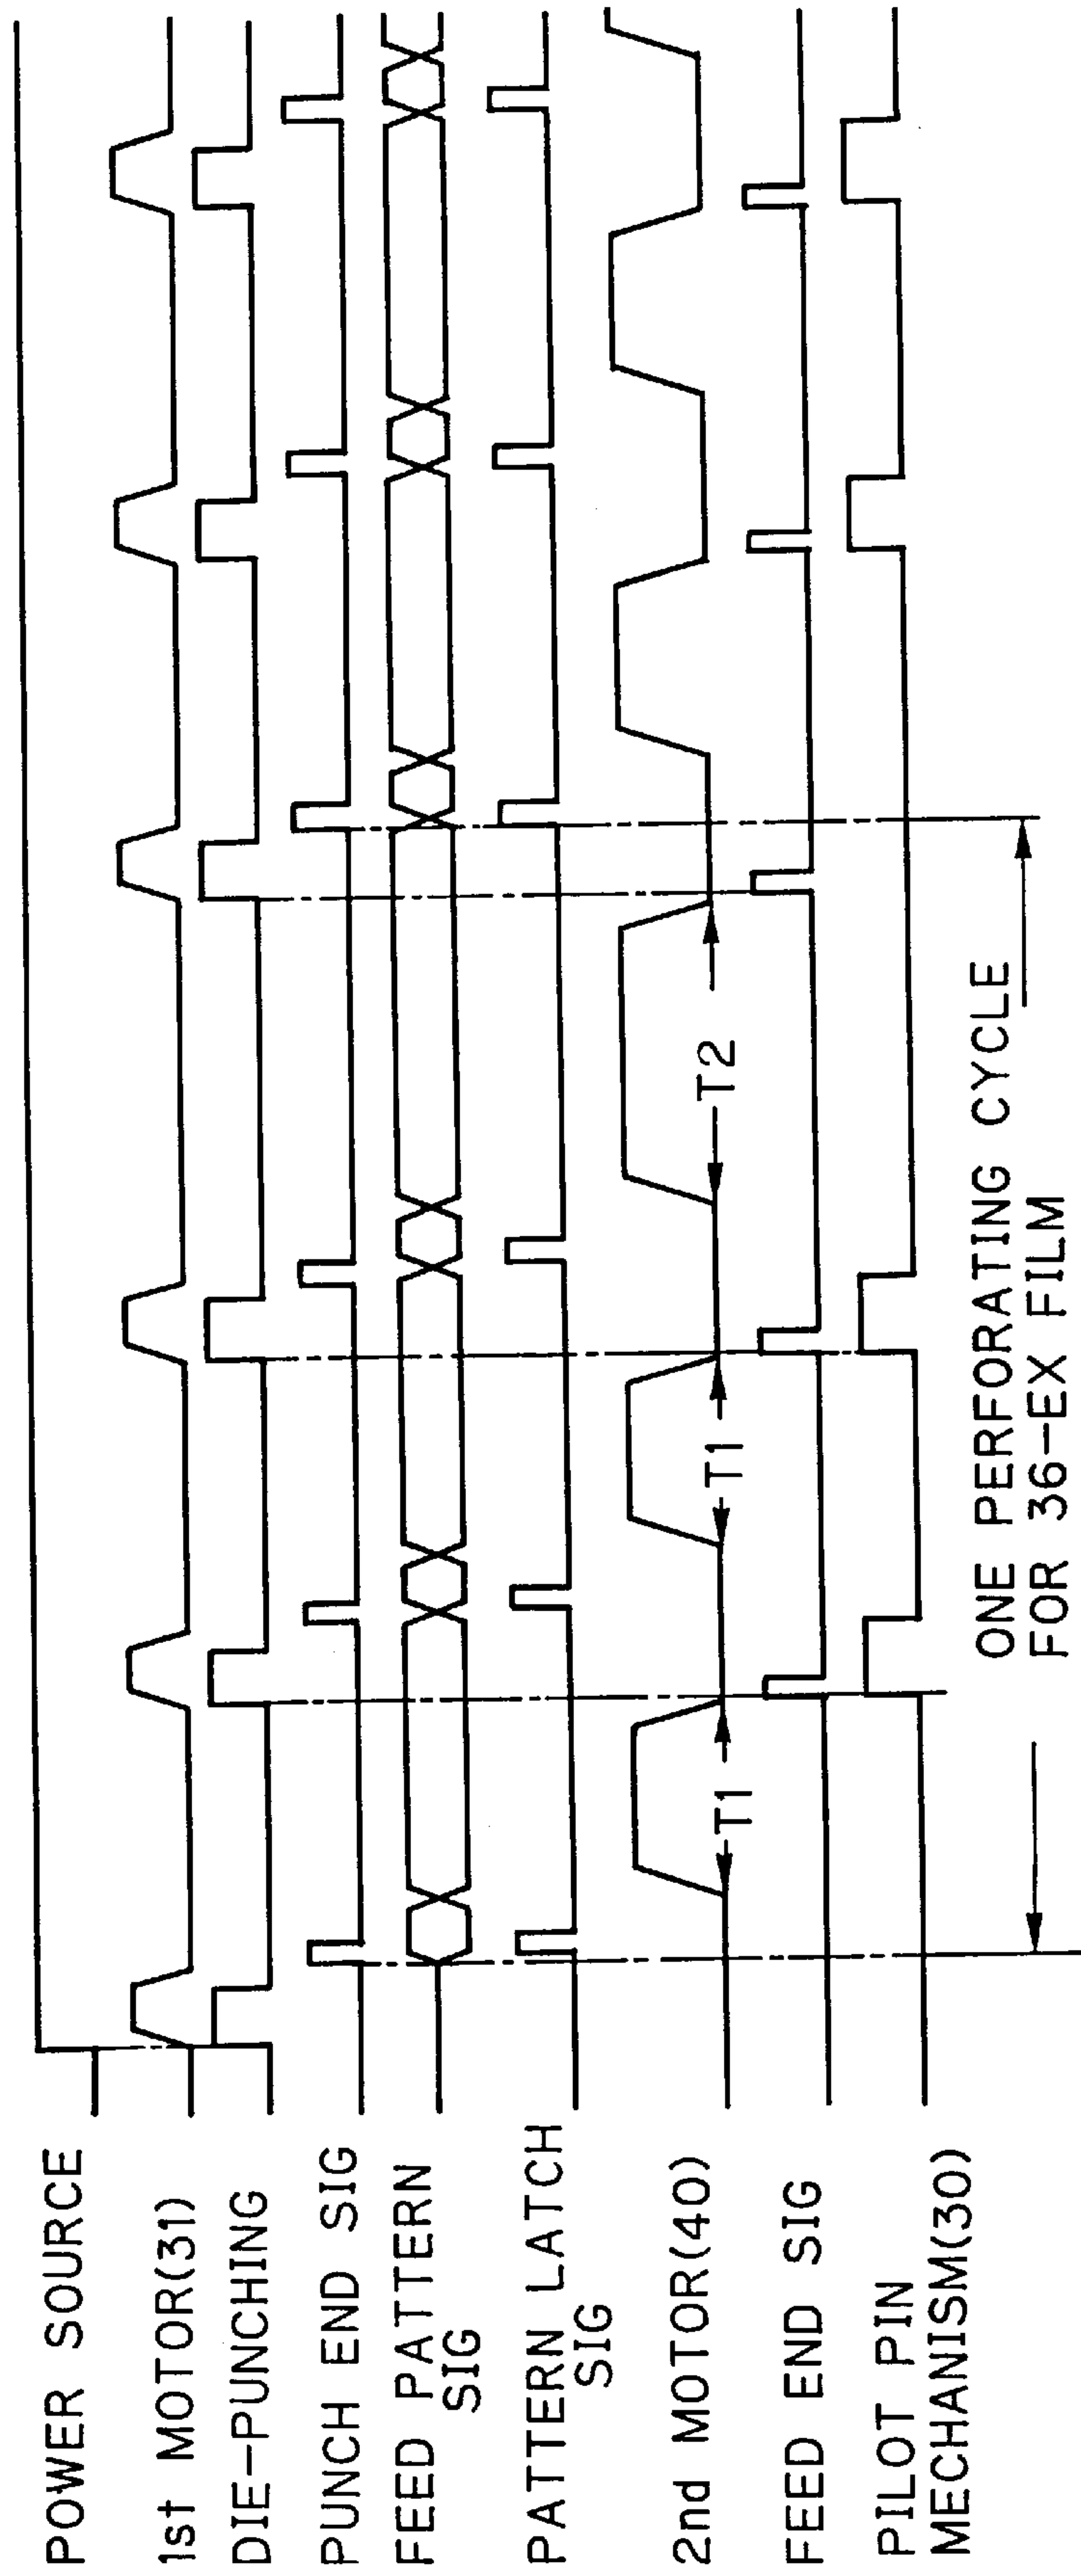 POWER SOURCE
1st MOTOR(31)
DIE-PUNCHING
PUNCH END SIG
FEED PATTERN
SIG
PATTERN LATCH
SIG
2nd MOTOR(40)
FEED END SIG
PILOT PIN
MECHANISM(30)
T1
T1
T2
ONE PERFORATING CYCLE
FOR 36-EX FILM